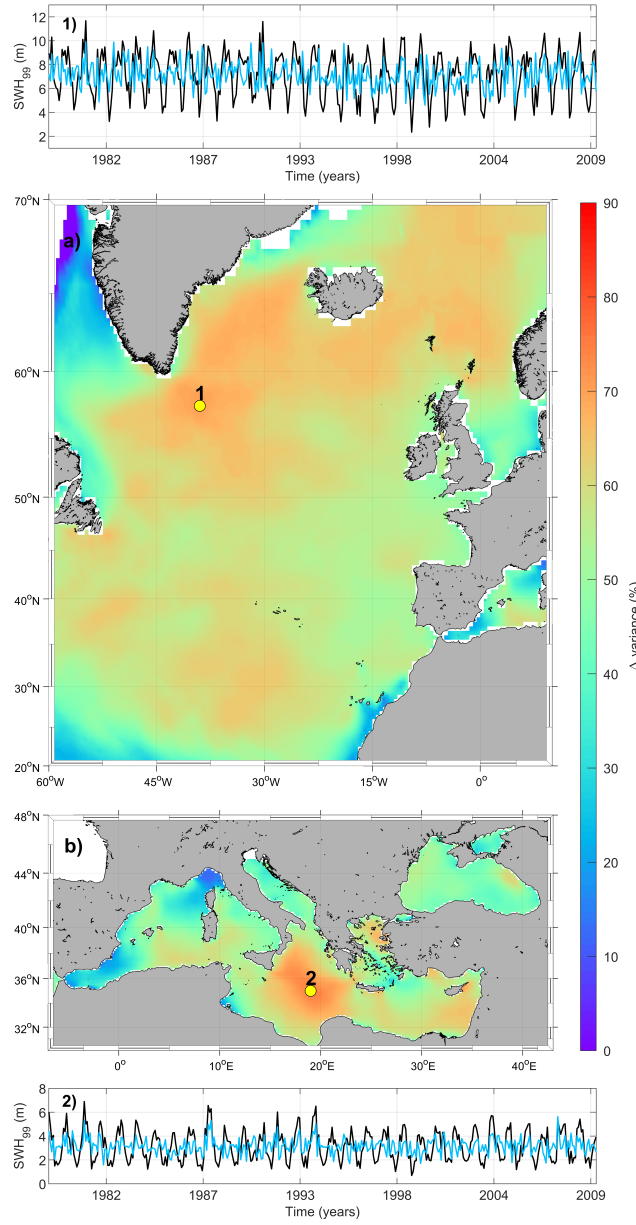 1)
12
10
8
6
4
2
SWH99 (m)
1982 1987 1993 1998 2004 2009
Time (years)
a)
70°N
60°N
50°N
40°N
30°N
20°N
60°W 45°W 30°W 15°W 0°
1
90
80
70
60
50
40
30
20
10
0
Δ variance (%)
b)
48°N
44°N
40°N
36°N
32°N
0° 10°E 20°E 30°E 40°E
2
2)
8
6
4
2
0
SWH99 (m)
1982 1987 1993 1998 2004 2009
Time (years)